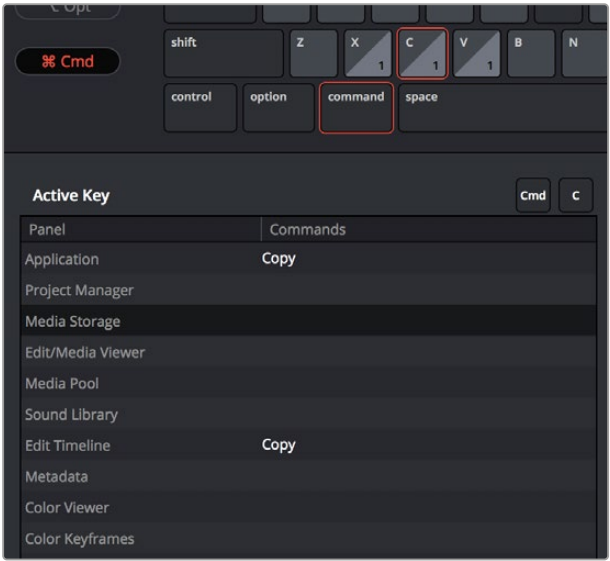 ⌥ Opt
shift Z X 1 C 1 V 1 B N
⌘ Cmd
control option command space
Active Key Cmd C
Panel Commands
Application Copy
Project Manager
Media Storage
Edit/Media Viewer
Media Pool
Sound Library
Edit Timeline Copy
Metadata
Color Viewer
Color Keyframes